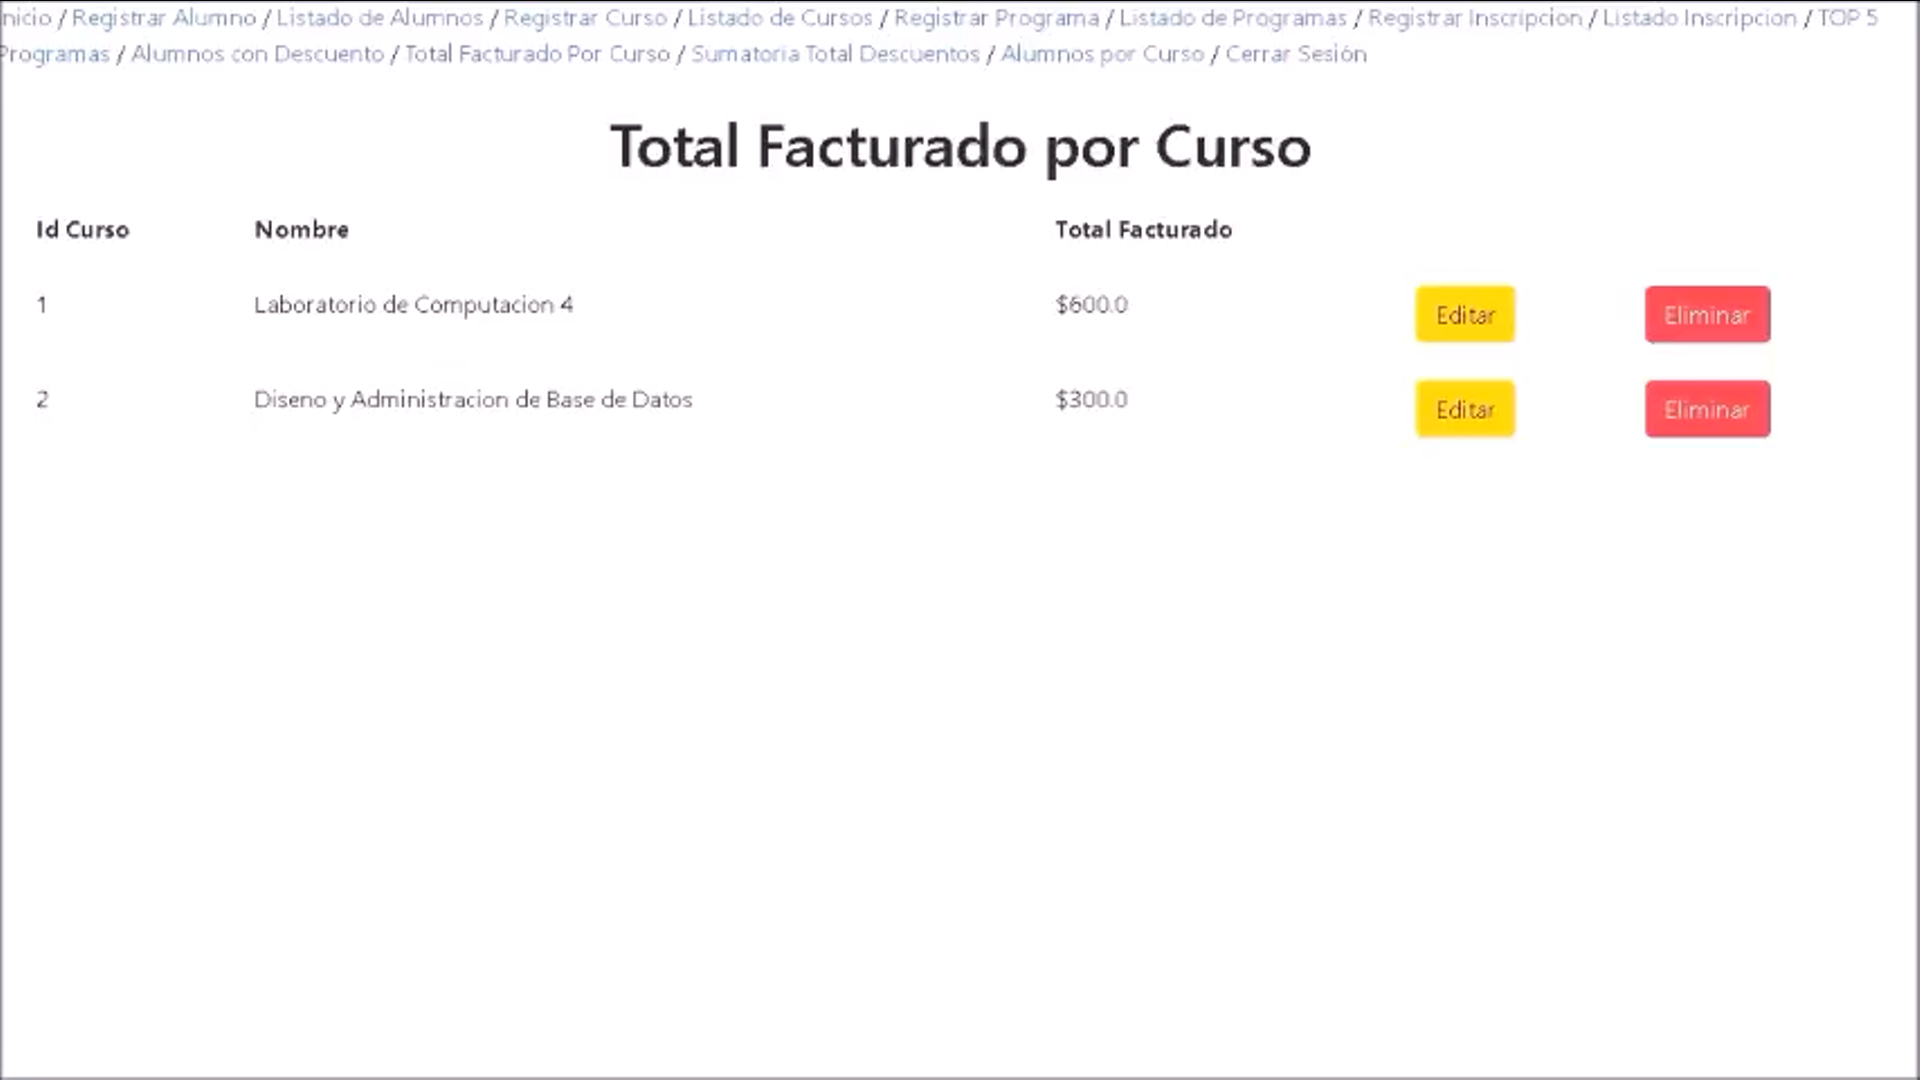 nicio / Registrar Alumno / Listado de Alumnos / Registrar Curso / Listado de Cursos / Registrar Programa / Listado de Programas / Registrar Inscripcion / Listado Inscripcion / TOP 5
Programas / Alumnos con Descuento / Total Facturado Por Curso / Sumatoria Total Descuentos / Alumnos por Curso / Cerrar Sesión
Total Facturado por Curso
Id Curso Nombre Total Facturado
1 Laboratorio de Computacion 4 $600.0 Editar Eliminar
2 Diseno y Administracion de Base de Datos $300.0 Editar Eliminar